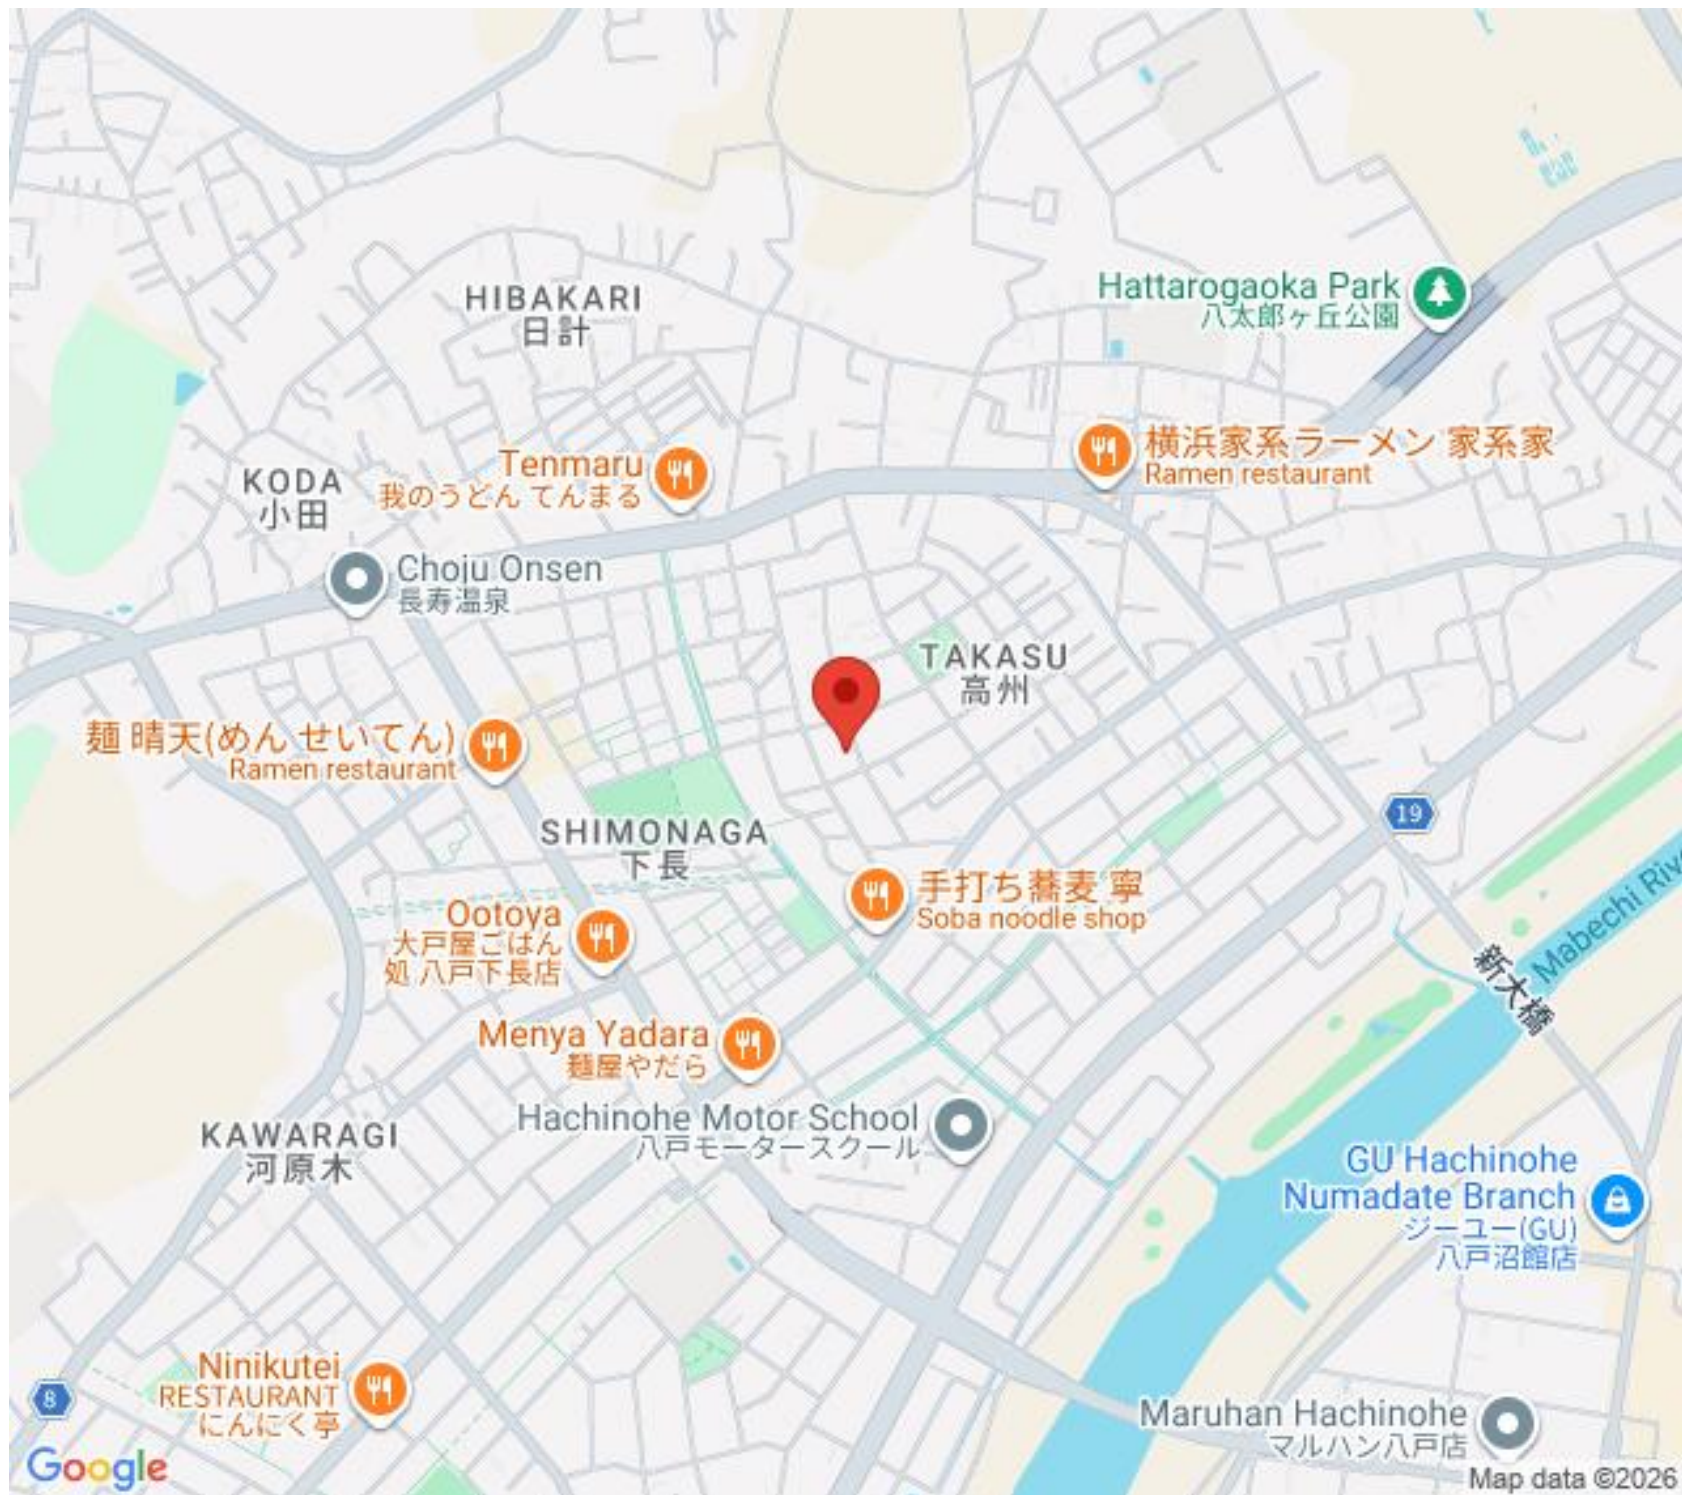 HIBAKARI
日計
Hattarogaoka Park
八太郎ヶ丘公園
横浜家系ラーメン 家系家
Ramen restaurant
Tenmaru
我のうどん てんまる
KODA
小田
Choju Onsen
長寿温泉
TAKASU
高州
麺 晴天(めん せいてん)
Ramen restaurant
19
SHIMONAGA
下長
手打ち蕎麦 寧
Soba noodle shop
Ootoya
大戸屋ごはん
処 八戸下長店
Mabechi Riv
新大橋
Menya Yadara
麺屋やだら
Hachinohe Motor School
八戸モータースクール
KAWARAGI
河原木
GU Hachinohe
Numadate Branch
ジーユー(GU)
八戸沼館店
Ninikutei
RESTAURANT
にんにく亭
8
Maruhan Hachinohe
マルハン八戸店
Google
Map data ©2026